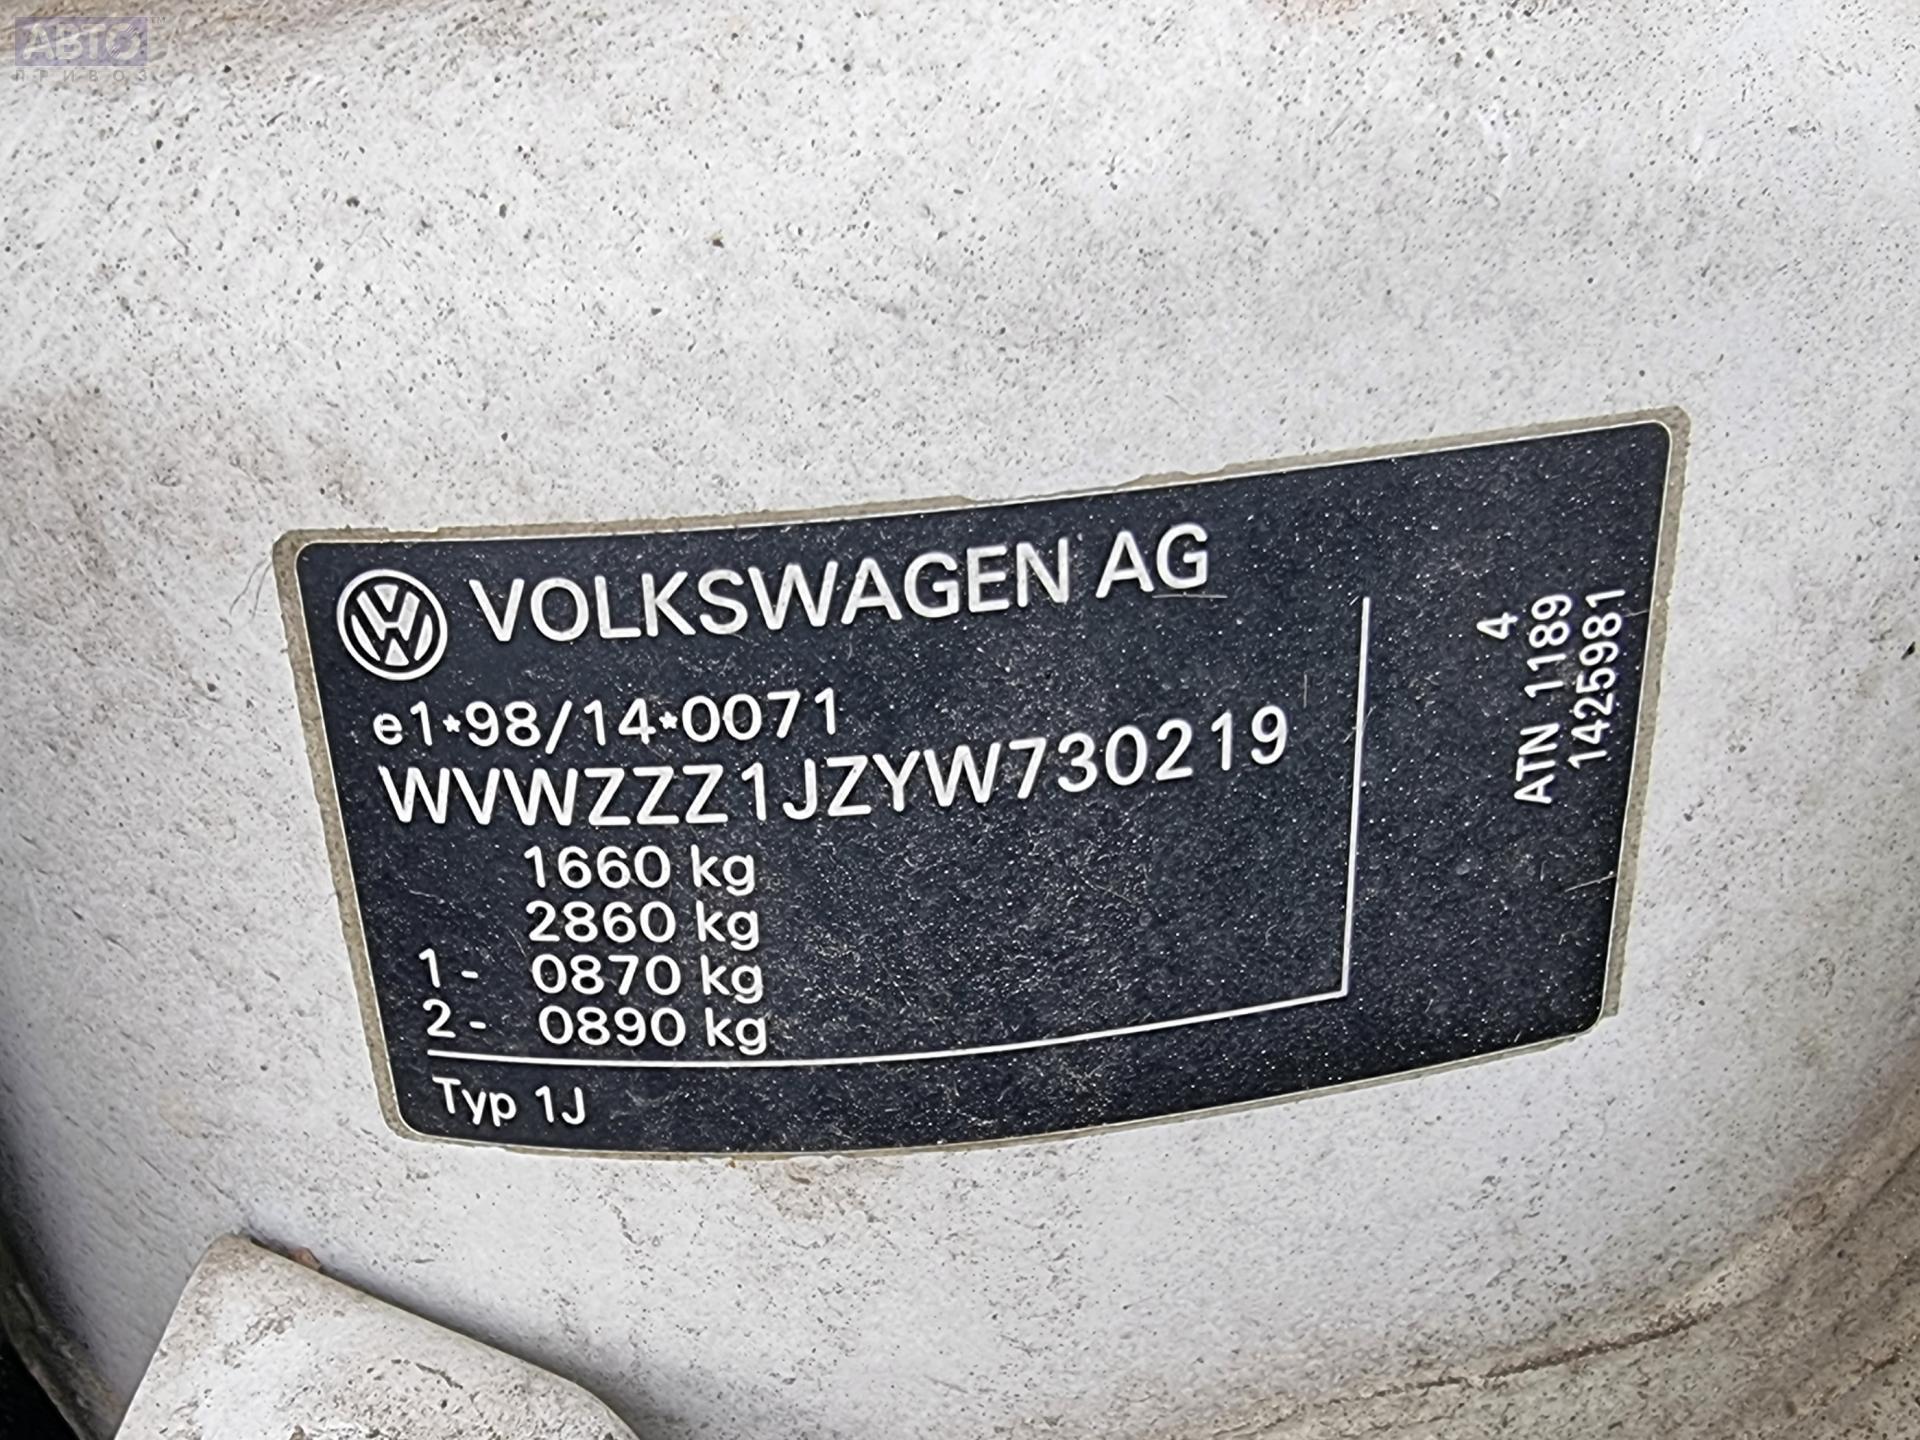 АВТО
ПРИВОЗ
VOLKSWAGEN AG
e1*98/14*0071
WVWZZZ1JZYW730219
1660 kg
2860 kg
1- 0870 kg
2- 0890 kg
Typ 1J
4
ATN 1189
1425981